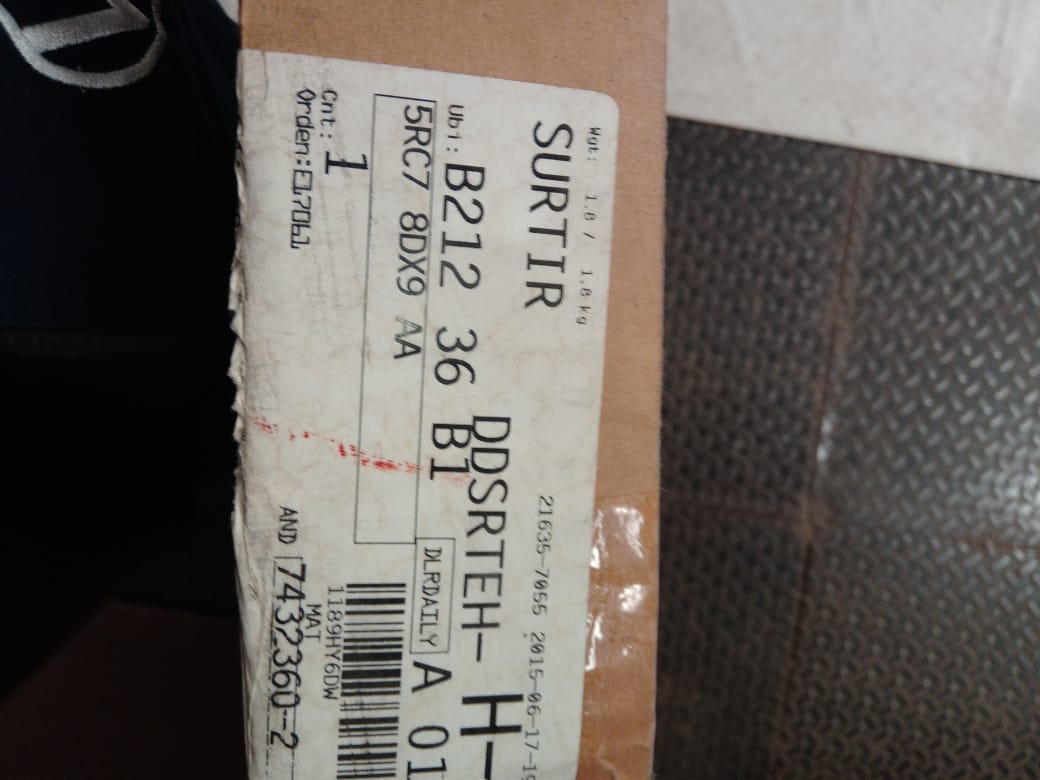 Wgt: 1.8 / 1.8 kg
SURTIR
21635-7055 2015-06-17-19
DDSRTEH- H-
Ubi: B212 36 B1
DLRDAILY A 01
5RC7 8DX9 AA
Cnt: 1
1189HY6DW
MAT
AND 7432360-2